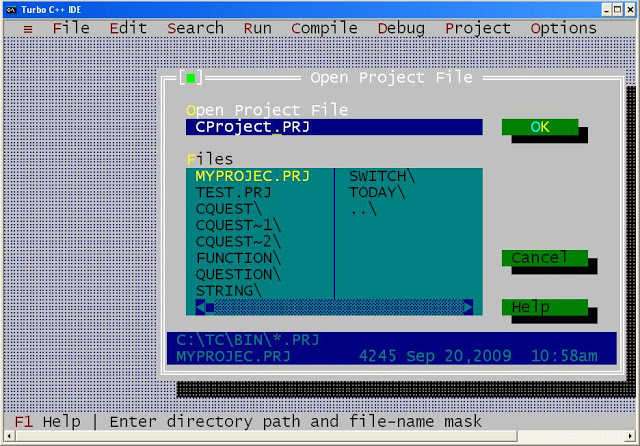 Turbo C++ IDE
≡ File Edit Search Run Compile Debug Project Options
Open Project File
Open Project File
CProject.PRJ
OK
Files
MYPROJEC.PRJ SWITCH\
TEST.PRJ TODAY\
CQUEST\ ..\
CQUEST~1\
CQUEST~2\
FUNCTION\
Cancel
QUESTION\
STRING\
Help
C:\TC\BIN\*.PRJ
MYPROJEC.PRJ 4245 Sep 20,2009 10:58am
F1 Help | Enter directory path and file-name mask